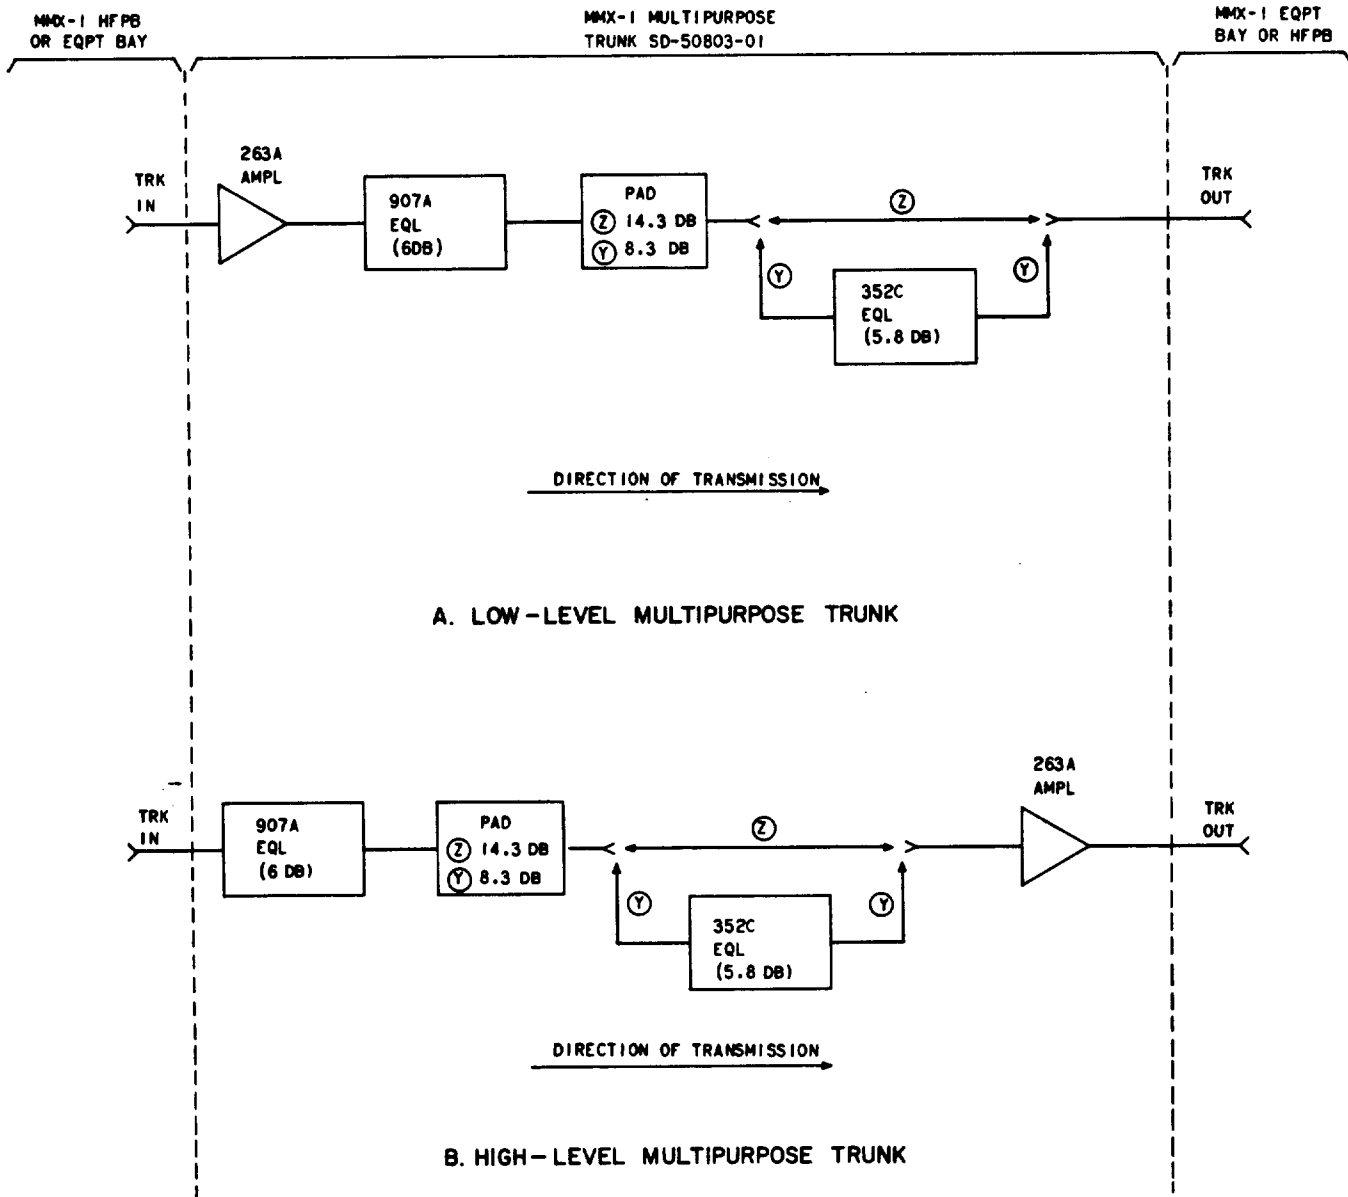 MMX-1 HFPB
OR EQPT BAY
MMX-1 MULTIPURPOSE
TRUNK SD-50803-01
MMX-1 EQPT
BAY OR HFPB
TRK
IN
263A
AMPL
907A
EQL
(6DB)
PAD
Z 14.3 DB
Y 8.3 DB
Z
Y
Y
352C
EQL
(5.8 DB)
TRK
OUT
DIRECTION OF TRANSMISSION
A. LOW-LEVEL MULTIPURPOSE TRUNK
TRK
IN
907A
EQL
(6 DB)
PAD
Z 14.3 DB
Y 8.3 DB
Z
Y
Y
352C
EQL
(5.8 DB)
263A
AMPL
TRK
OUT
DIRECTION OF TRANSMISSION
B. HIGH-LEVEL MULTIPURPOSE TRUNK